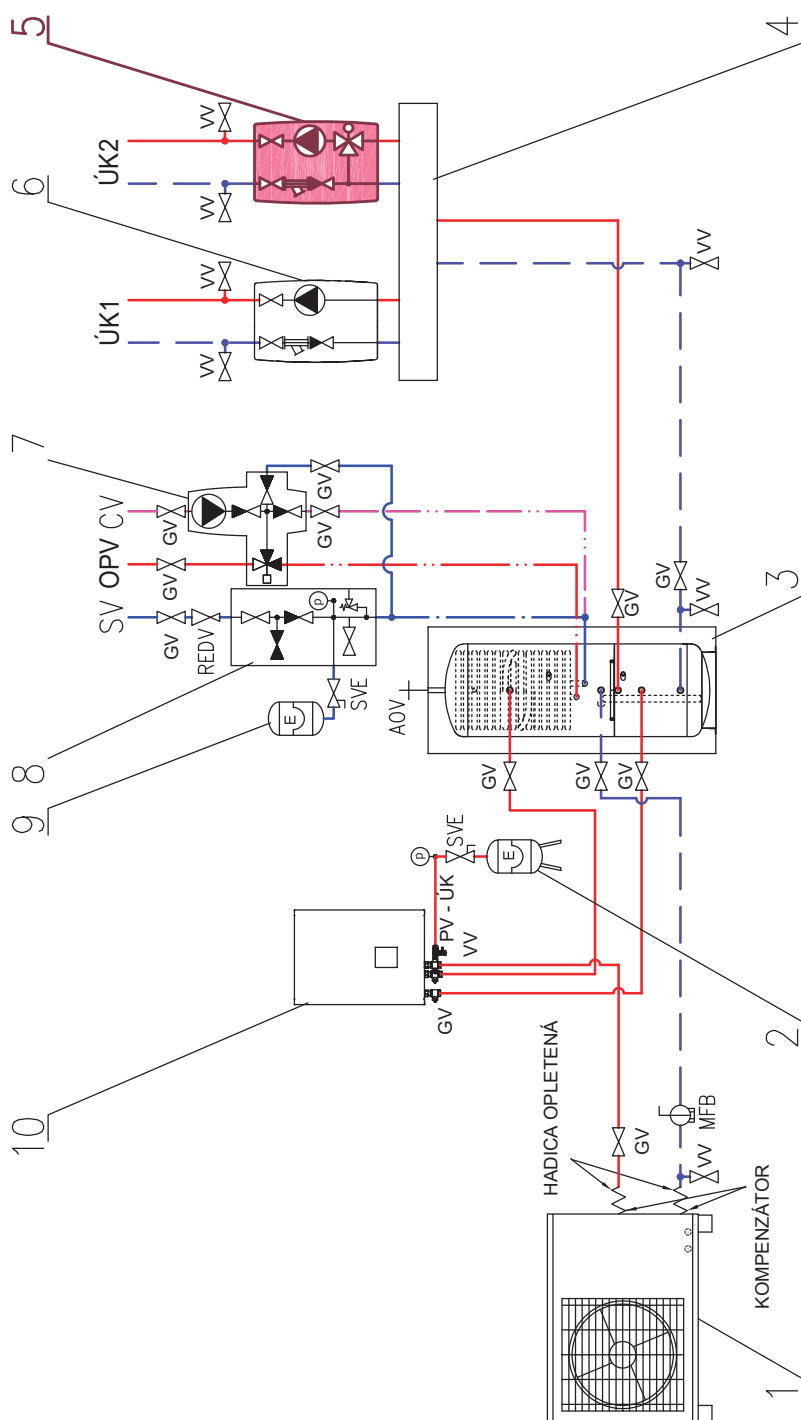 10
9
8
7
6
5
SV
OPV
CV
ÚK1
ÚK2
GV
GV
GV
REDV
VV
VV
VV
VV
E
p
GV
GV
SVE
AOV
p
SVE
PV - ÚK
VV
GV
E
GV
GV
GV
4
HADICA OPLETENÁ
GV
GV
GV
MFB
VV
VV
VV
KOMPENZÁTOR
1
2
3